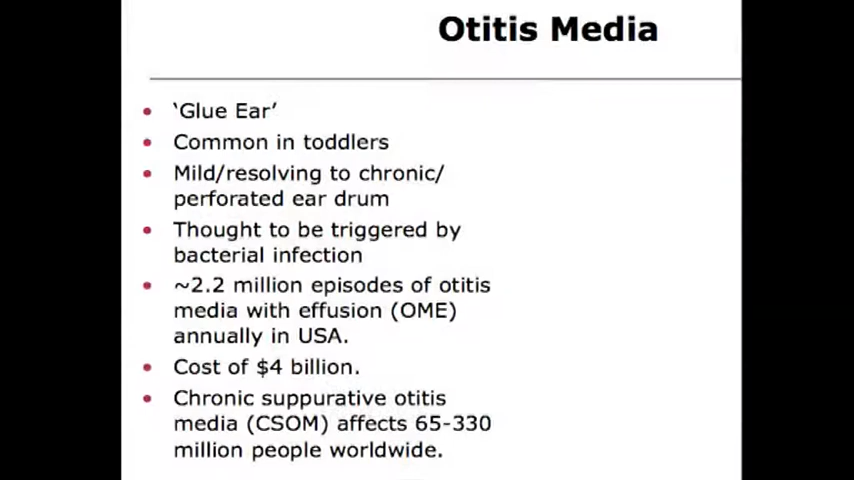 Otitis Media
• 'Glue Ear'
• Common in toddlers
• Mild/resolving to chronic/
perforated ear drum
• Thought to be triggered by
bacterial infection
• ~2.2 million episodes of otitis
media with effusion (OME)
annually in USA.
• Cost of $4 billion.
• Chronic suppurative otitis
media (CSOM) affects 65-330
million people worldwide.